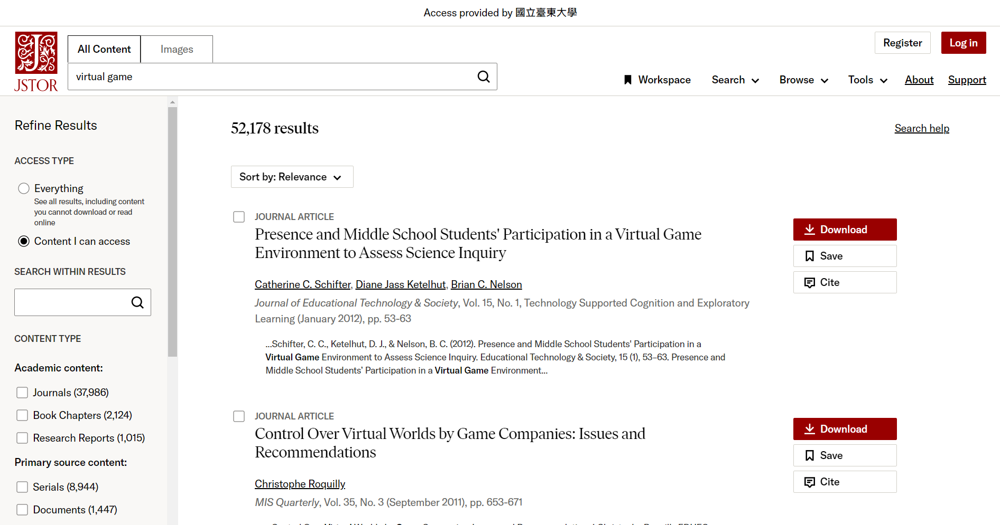 Access provided by 國立臺東大學
JSTOR
All Content
Images
virtual game
Register
Log in
Workspace
Search
Browse
Tools
About
Support
Refine Results
ACCESS TYPE
Everything
See all results, including content
you cannot download or read
online
Content I can access
SEARCH WITHIN RESULTS
CONTENT TYPE
Academic content:
Journals (37,986)
Book Chapters (2,124)
Research Reports (1,015)
Primary source content:
Serials (8,944)
Documents (1,447)
52,178 results
Search help
Sort by: Relevance
JOURNAL ARTICLE
Presence and Middle School Students' Participation in a Virtual Game
Environment to Assess Science Inquiry
Catherine C. Schifter, Diane Jass Ketelhut, Brian C. Nelson
Journal of Educational Technology & Society, Vol. 15, No. 1, Technology Supported Cognition and Exploratory
Learning (January 2012), pp. 53-63
...Schifter, C. C., Ketelhut, D. J., & Nelson, B. C. (2012). Presence and Middle School Students' Participation in a
Virtual Game Environment to Assess Science Inquiry. Educational Technology & Society, 15 (1), 53–63. Presence and
Middle School Students’ Participation in a Virtual Game Environment...
Download
Save
Cite
JOURNAL ARTICLE
Control Over Virtual Worlds by Game Companies: Issues and
Recommendations
Christophe Roquilly
MIS Quarterly, Vol. 35, No. 3 (September 2011), pp. 653-671
Download
Save
Cite